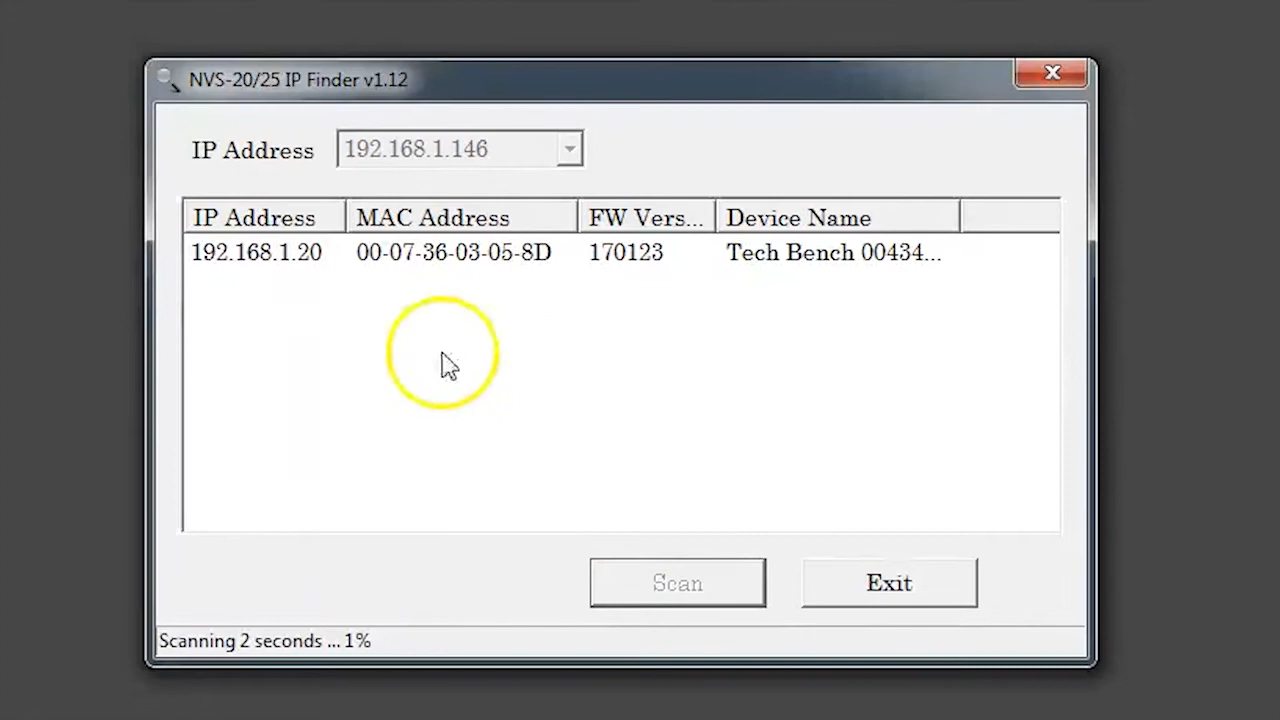 NVS-20/25 IP Finder v1.12
IP Address 192.168.1.146
IP Address MAC Address FW Vers... Device Name
192.168.1.20 00-07-36-03-05-8D 170123 Tech Bench 00434...
Scan Exit
Scanning 2 seconds ... 1%